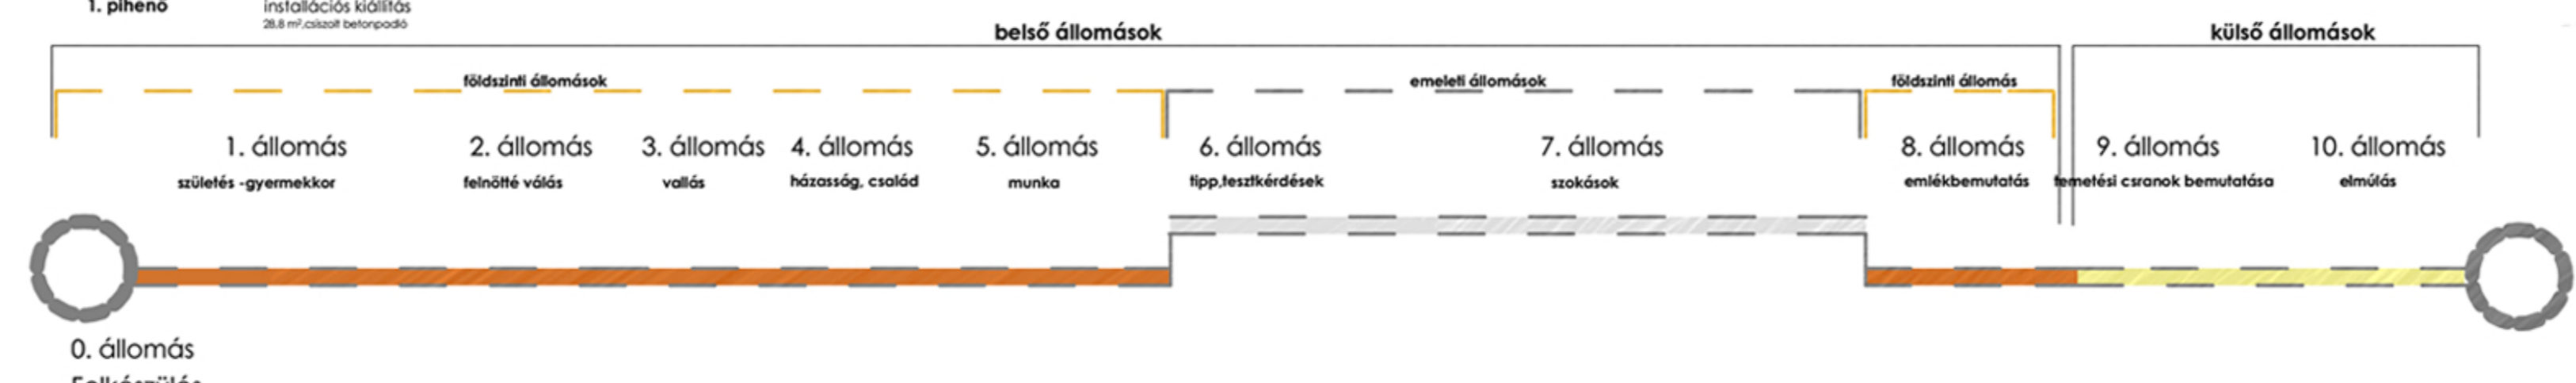 1. pihenő
installációs kiállítás
28,8 m²,csiszolt betonpadló
belső állomások
külső állomások
földszinti állomások
emeleti állomások
földszinti állomás
1. állomás
2. állomás
3. állomás
4. állomás
5. állomás
6. állomás
7. állomás
8. állomás
9. állomás
10. állomás
születés -gyermekkor
felnőtté válás
vallás
házasság, család
munka
tipp,tesztkérdések
szokások
emlékbemutatás
temetési csranok bemutatása
elmúlás
0. állomás